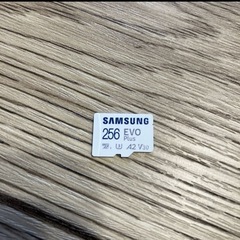 SAMSUNG
256 EVO
Plus
A2 V30